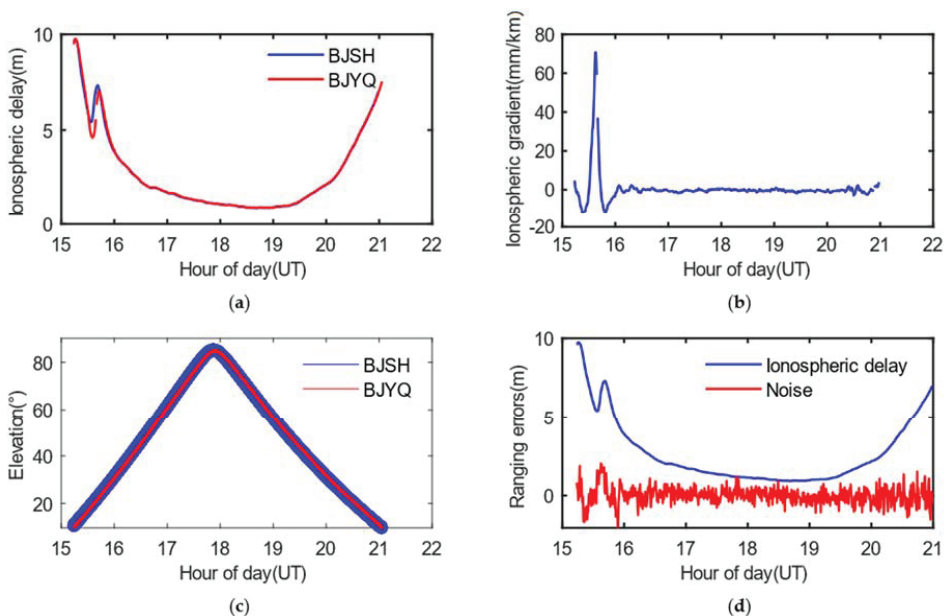 10
5
0
Ionospheric delay(m)
BJSH
BJYQ
15 16 17 18 19 20 21 22
Hour of day(UT)
(a)
80
60
40
20
0
-20
Ionospheric gradient(mm/km)
15 16 17 18 19 20 21 22
Hour of day(UT)
(b)
80
60
40
20
Elevation(°)
BJSH
BJYQ
15 16 17 18 19 20 21 22
Hour of day(UT)
(c)
10
5
0
Ranging eriors(m)
Ionospheric delay
Noise
15 16 17 18 19 20 21
Hour of day(UT)
(d)